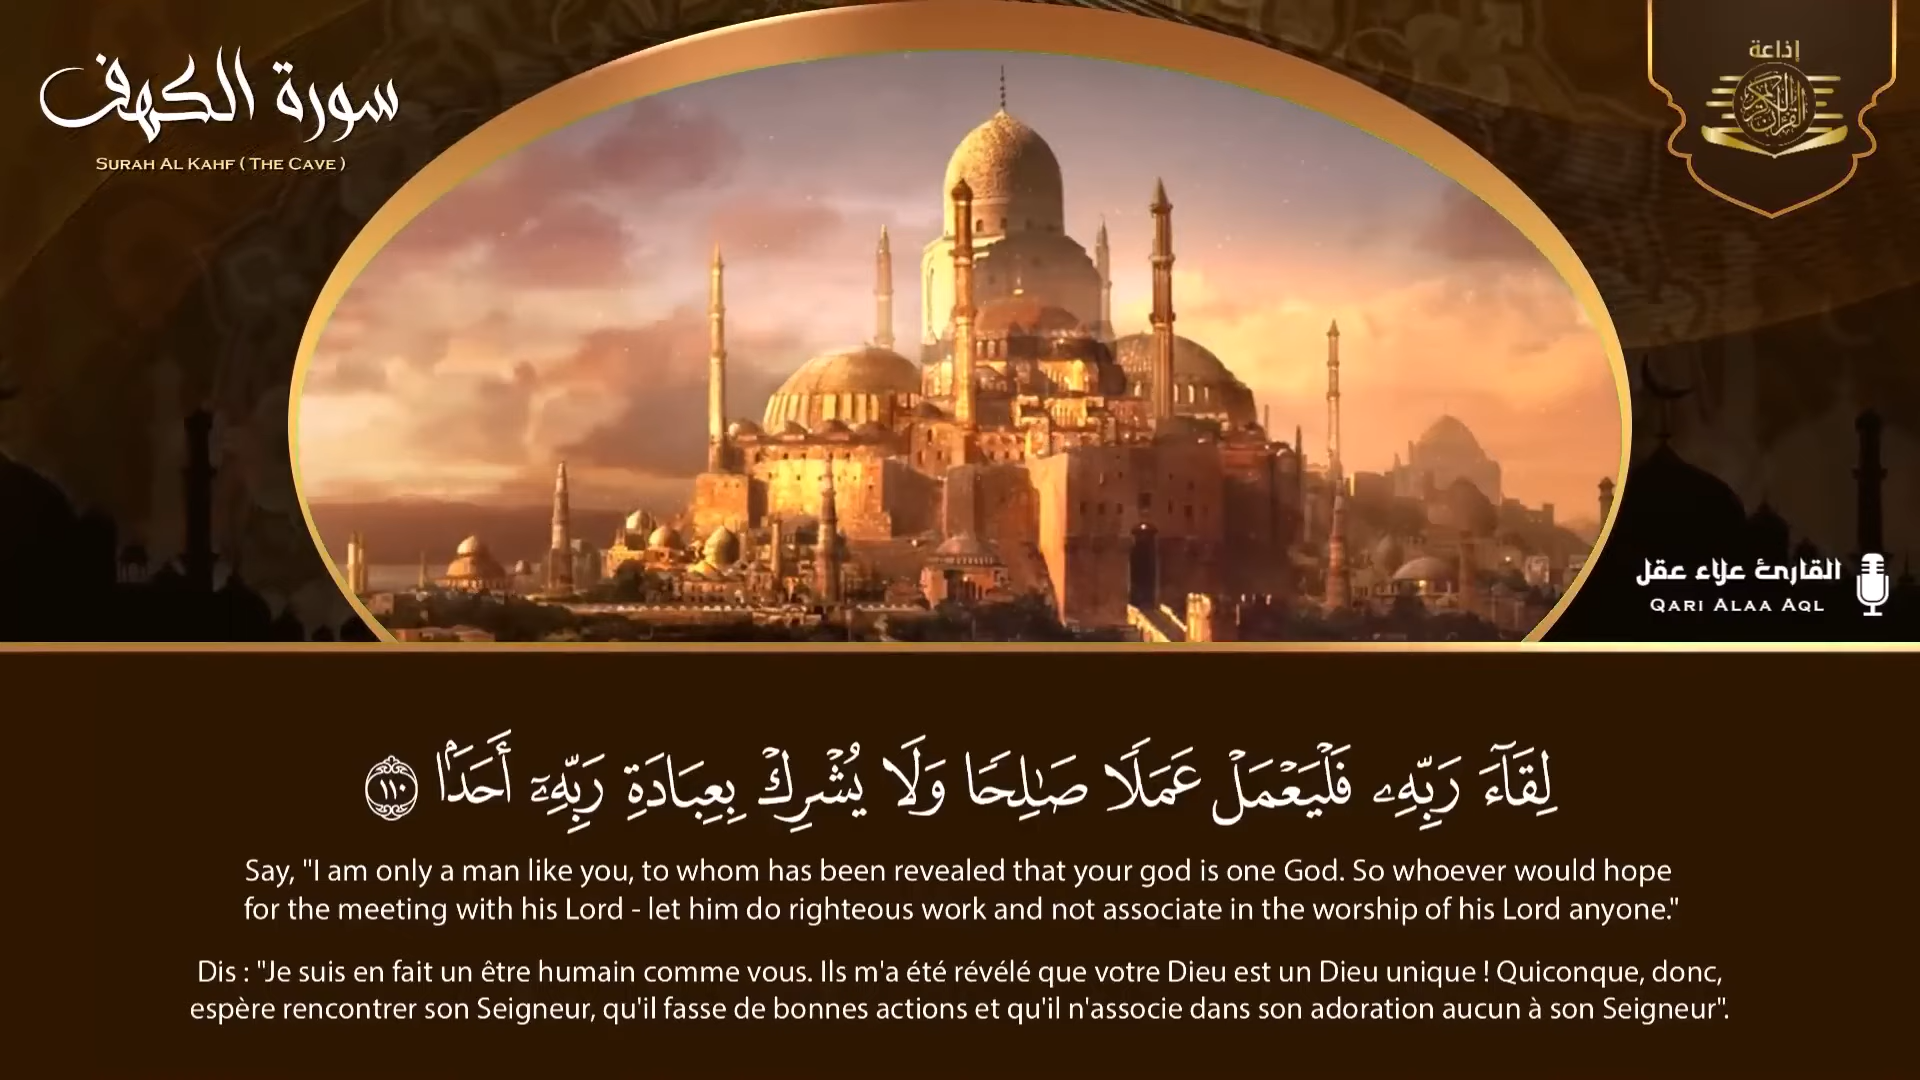 سورة الكهف
SURAH AL KAHF ( THE CAVE )
إذاعة
القرآن الكريم
القارئ علاء عقل
QARI ALAA AQL
لِقَآءَ رَبِّهِۦ فَلْيَعْمَلْ عَمَلًا صَـٰلِحًا وَلَا يُشْرِكْ بِعِبَادَةِ رَبِّهِۦٓ أَحَدًۢا ١١٠
Say, "I am only a man like you, to whom has been revealed that your god is one God. So whoever would hope
for the meeting with his Lord - let him do righteous work and not associate in the worship of his Lord anyone."
Dis : "Je suis en fait un être humain comme vous. Ils m'a été révélé que votre Dieu est un Dieu unique ! Quiconque, donc,
espère rencontrer son Seigneur, qu'il fasse de bonnes actions et qu'il n'associe dans son adoration aucun à son Seigneur".